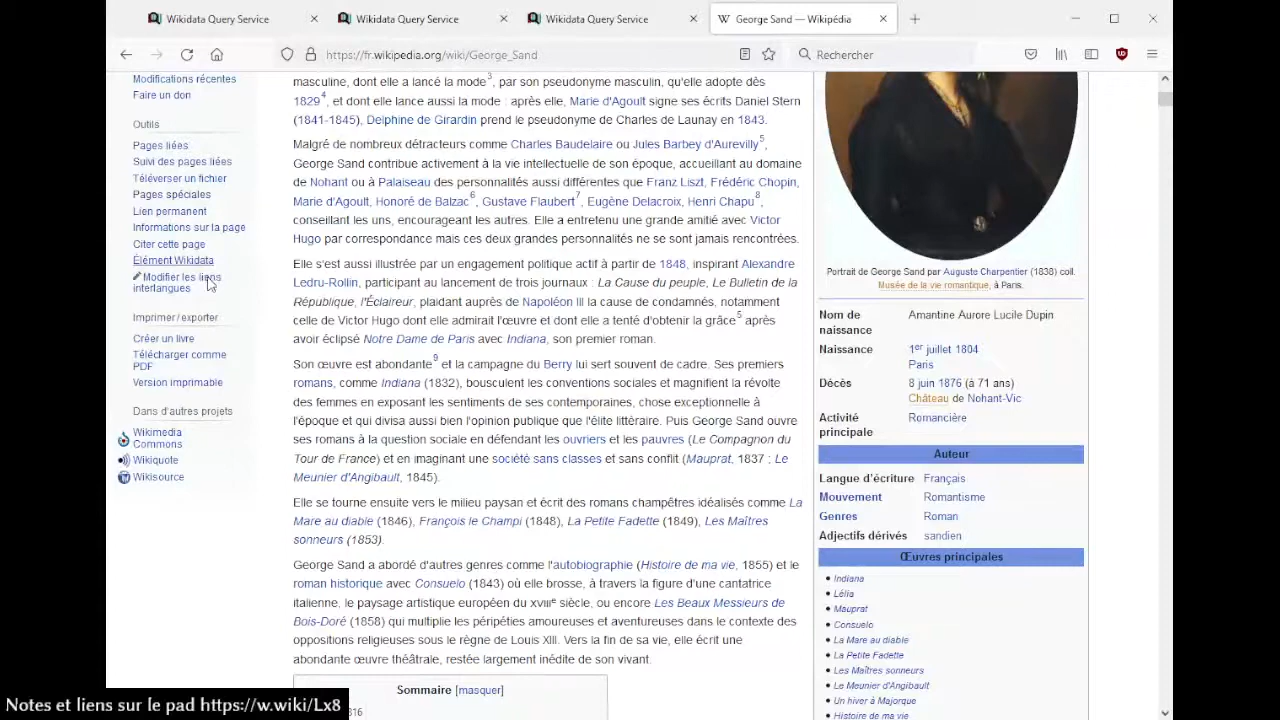 Wikidata Query Service
Wikidata Query Service
Wikidata Query Service
George Sand — Wikipédia
https://fr.wikipedia.org/wiki/George_Sand
Rechercher
Modifications récentes
Faire un don
Outils
Pages liées
Suivi des pages liées
Téléverser un fichier
Pages spéciales
Lien permanent
Informations sur la page
Citer cette page
Élément Wikidata
Modifier les liens
interlangues
Imprimer / exporter
Créer un livre
Télécharger comme
PDF
Version imprimable
Dans d'autres projets
Wikimedia
Commons
Wikiquote
Wikisource
masculine, dont elle a lancé la mode3, par son pseudonyme masculin, qu'elle adopte dès
18294, et dont elle lance aussi la mode : après elle, Marie d'Agoult signe ses écrits Daniel Stern
(1841-1845), Delphine de Girardin prend le pseudonyme de Charles de Launay en 1843.
Malgré de nombreux détracteurs comme Charles Baudelaire ou Jules Barbey d'Aurevilly5,
George Sand contribue activement à la vie intellectuelle de son époque, accueillant au domaine
de Nohant ou à Palaiseau des personnalités aussi différentes que Franz Liszt, Frédéric Chopin,
Marie d'Agoult, Honoré de Balzac6, Gustave Flaubert7, Eugène Delacroix, Henri Chapu8,
conseillant les uns, encourageant les autres. Elle a entretenu une grande amitié avec Victor
Hugo par correspondance mais ces deux grandes personnalités ne se sont jamais rencontrées.
Elle s'est aussi illustrée par un engagement politique actif à partir de 1848, inspirant Alexandre
Ledru-Rollin, participant au lancement de trois journaux : La Cause du peuple, Le Bulletin de la
République, l'Éclaireur, plaidant auprès de Napoléon III la cause de condamnés, notamment
celle de Victor Hugo dont elle admirait l'œuvre et dont elle a tenté d'obtenir la grâce5 après
avoir éclipsé Notre Dame de Paris avec Indiana, son premier roman.
Son œuvre est abondante9 et la campagne du Berry lui sert souvent de cadre. Ses premiers
romans, comme Indiana (1832), bousculent les conventions sociales et magnifient la révolte
des femmes en exposant les sentiments de ses contemporaines, chose exceptionnelle à
l'époque et qui divisa aussi bien l'opinion publique que l'élite littéraire. Puis George Sand ouvre
ses romans à la question sociale en défendant les ouvriers et les pauvres (Le Compagnon du
Tour de France) et en imaginant une société sans classes et sans conflit (Mauprat, 1837 ; Le
Meunier d'Angibault, 1845).
Elle se tourne ensuite vers le milieu paysan et écrit des romans champêtres idéalisés comme La
Mare au diable (1846), François le Champi (1848), La Petite Fadette (1849), Les Maîtres
sonneurs (1853).
George Sand a abordé d'autres genres comme l'autobiographie (Histoire de ma vie, 1855) et le
roman historique avec Consuelo (1843) où elle brosse, à travers la figure d'une cantatrice
italienne, le paysage artistique européen du XVIIIe siècle, ou encore Les Beaux Messieurs de
Bois-Doré (1858) qui multiplie les péripéties amoureuses et aventureuses dans le contexte des
oppositions religieuses sous le règne de Louis XIII. Vers la fin de sa vie, elle écrit une
abondante œuvre théâtrale, restée largement inédite de son vivant.
Sommaire [masquer]
816
Portrait de George Sand par Auguste Charpentier (1838) coll.
Musée de la vie romantique, à Paris.
Nom de naissance Amantine Aurore Lucile Dupin
Naissance 1er juillet 1804
Paris
Décès 8 juin 1876 (à 71 ans)
Château de Nohant-Vic
Activité principale Romancière
Auteur
Langue d'écriture Français
Mouvement Romantisme
Genres Roman
Adjectifs dérivés sandien
Œuvres principales
Indiana
Lélia
Mauprat
Consuelo
La Mare au diable
La Petite Fadette
Les Maîtres sonneurs
Le Meunier d'Angibault
Un hiver à Majorque
Histoire de ma vie
Notes et liens sur le pad https://w.wiki/Lx8